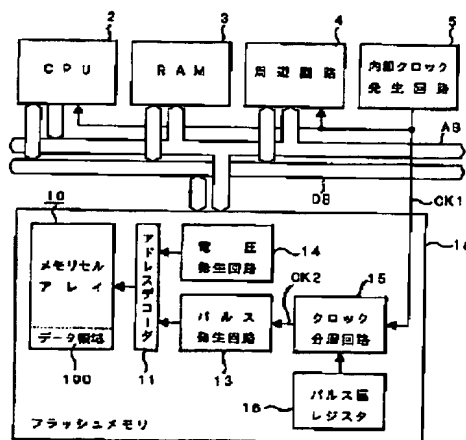 2
3
4
5
CPU
RAM
周辺回路
内部クロック
発生回路
AB
DB
CK1
10
メモリセル
アレイ
データ領域
100
アドレスデコーダ
11
電圧
発生回路
14
パルス
発生回路
13
CK2
15
クロック
分周回路
パルス幅
レジスタ
16
フラッシュメモリ